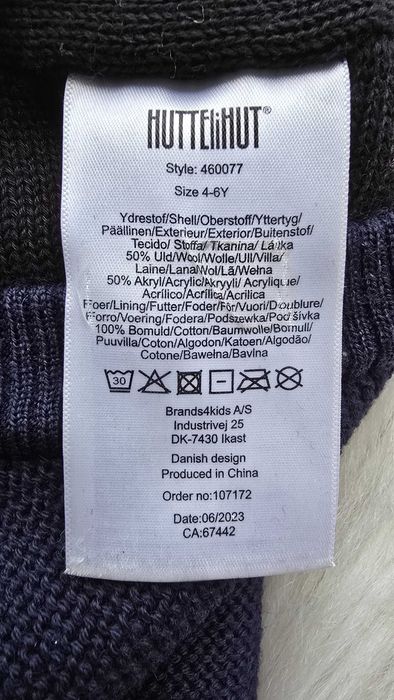 HUTTELiHUT®
Style: 460077
Size 4-6Y
Ydrestof/Shell/Oberstoff/Yttertyg/
Päällinen/Exterieur/Exterior/Buitenstof/
Tecido/ Stoffa/ Tkanina/ Látka
50% Uld/Wool/Wolle/Ull/Villa/
Laine/Lana/Wol/Lã/Wełna
50% Akryl/Acrylic/Akryyli/ Acrylique/
Acrílico/Acrílica/Acrilica
Foer/Lining/Futter/Foder/Fór/Vuori/Doublure/
Forro/Voering/Fodera/Podszewka/Podšívka
100% Bomuld/Cotton/Baumwolle/Bomull/
Puuvilla/Coton/Algodon/Katoen/Algodão/
Cotone/Bawełna/Bavlna
30
Brands4kids A/S
Industrivej 25
DK-7430 Ikast
Danish design
Produced in China
Order no:107172
Date:06/2023
CA:67442